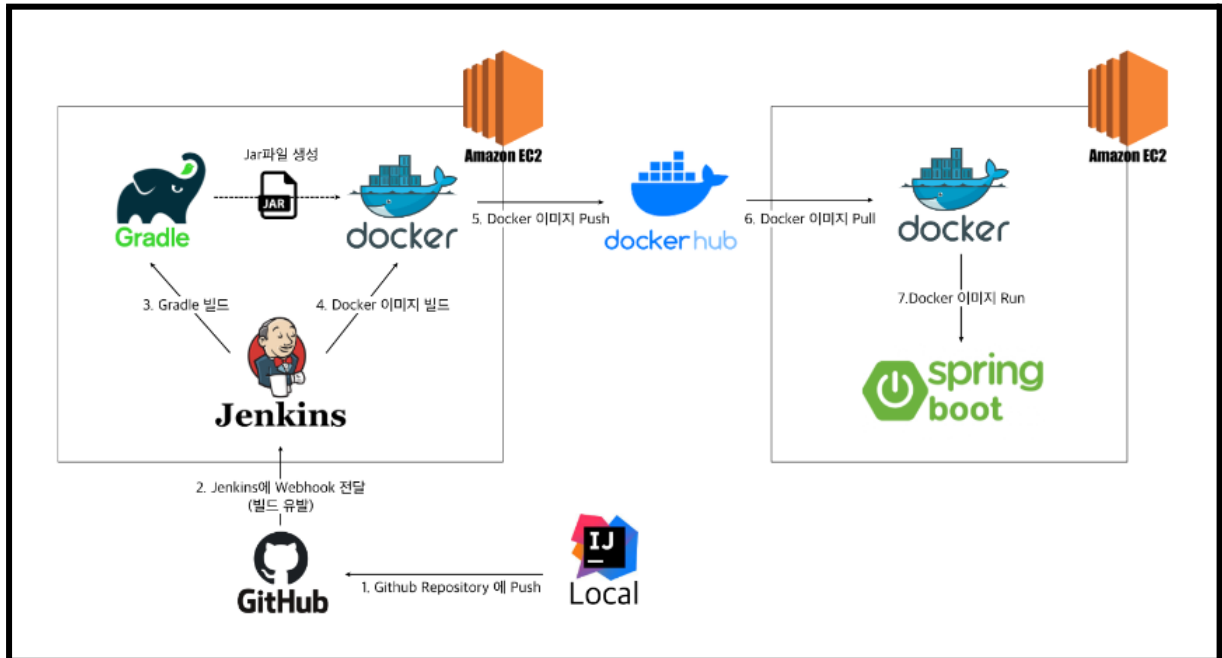 Amazon EC2
Amazon EC2
Jar파일 생성
JAR
Gradle
docker
5. Docker 이미지 Push
docker hub
6. Docker 이미지 Pull
docker
3. Gradle 빌드
4. Docker 이미지 빌드
7.Docker 이미지 Run
Jenkins
spring
boot
2. Jenkins에 Webhook 전달
(빌드 유발)
IJ
GitHub
1. Github Repository 에 Push
Local